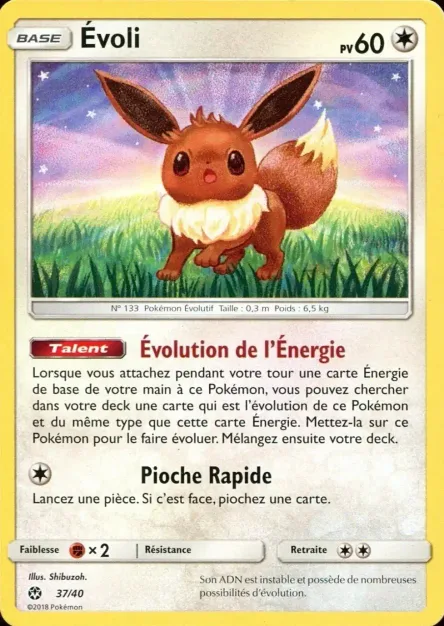 BASE Évoli PV60
N° 133 Pokémon Évolutif Taille : 0,3 m Poids : 6,5 kg
Talent Évolution de l'Énergie
Lorsque vous attachez pendant votre tour une carte Énergie
de base de votre main à ce Pokémon, vous pouvez chercher
dans votre deck une carte qui est l'évolution de ce Pokémon
et du même type que cette carte Énergie. Mettez-la sur ce
Pokémon pour le faire évoluer. Mélangez ensuite votre deck.
Pioche Rapide
Lancez une pièce. Si c'est face, piochez une carte.
Faiblesse ×2 Résistance Retraite
Illus. Shibuzoh.
Son ADN est instable et possède de nombreuses
37/40
possibilités d'évolution.
©2018 Pokémon